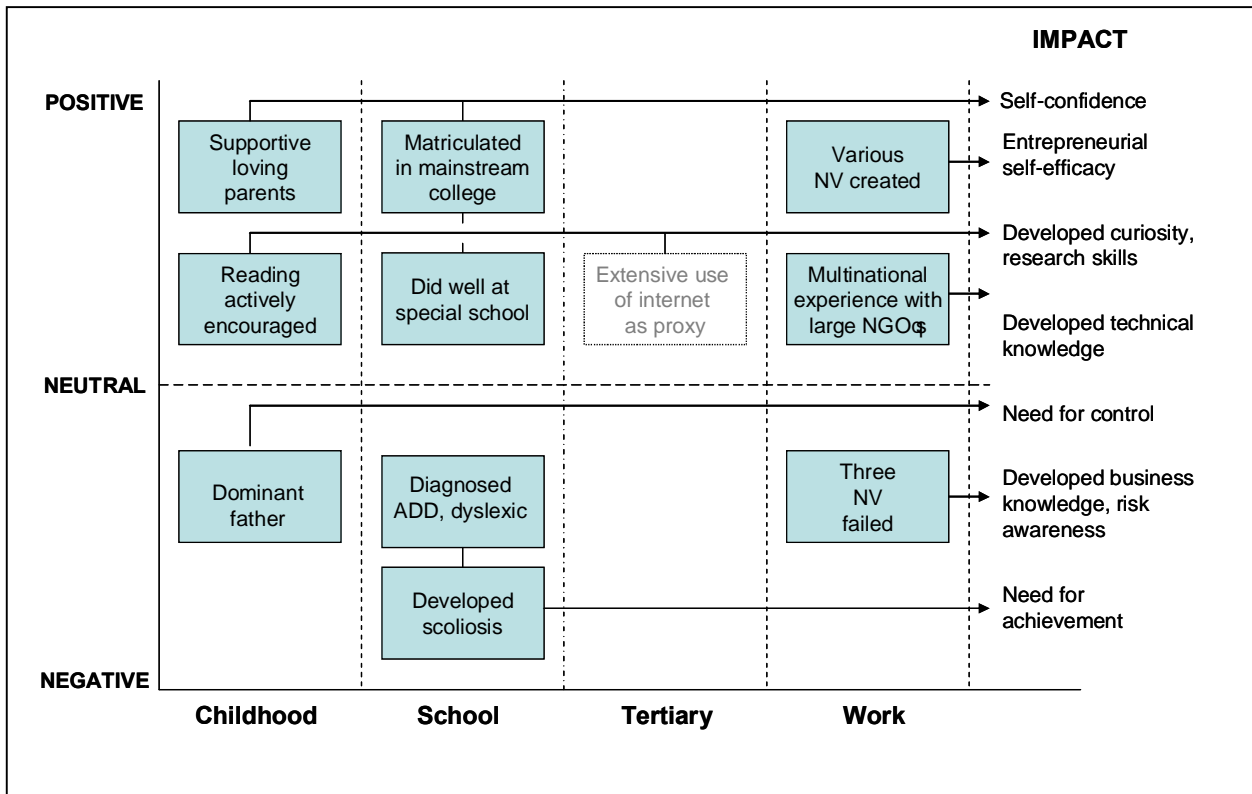 IMPACT
POSITIVE
Self-confidence
Supportive
loving
parents
Matriculated
in mainstream
college
Various
NV created
Entrepreneurial
self-efficacy
Developed curiosity,
research skills
Reading
actively
encouraged
Did well at
special school
Extensive use
of internet
as proxy
Multinational
experience with
large NGOqs
Developed technical
knowledge
NEUTRAL
Need for control
Dominant
father
Diagnosed
ADD, dyslexic
Three
NV
failed
Developed business
knowledge, risk
awareness
Developed
scoliosis
Need for
achievement
NEGATIVE
Childhood
School
Tertiary
Work